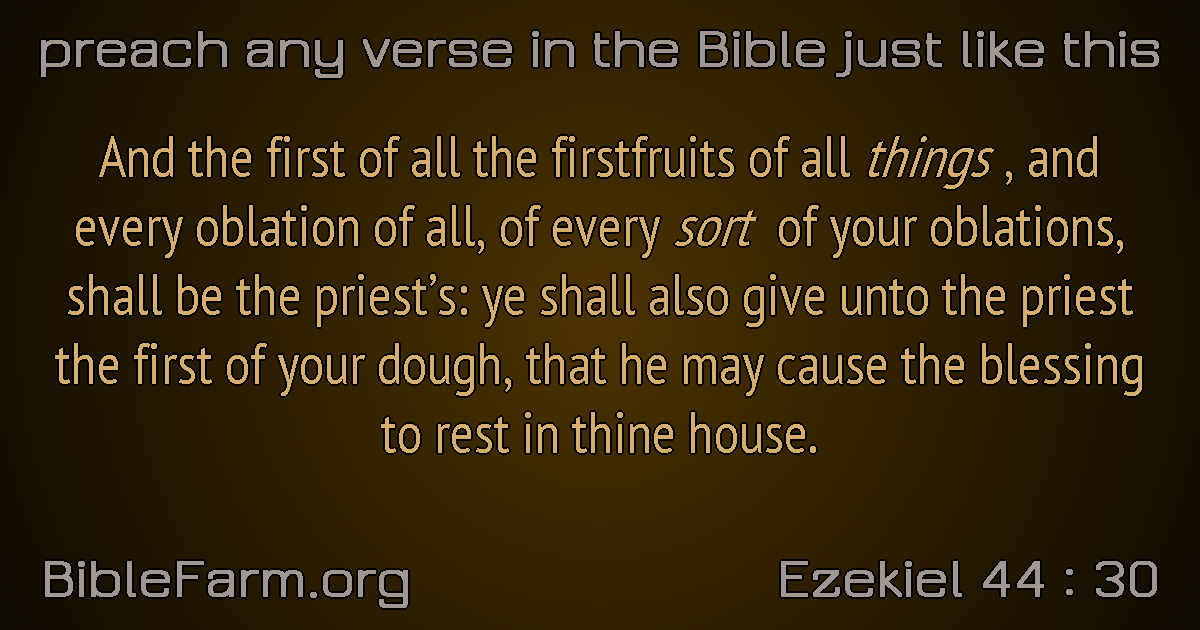 preach any verse in the Bible just like this
And the first of all the firstfruits of all things , and
every oblation of all, of every sort of your oblations,
shall be the priest’s: ye shall also give unto the priest
the first of your dough, that he may cause the blessing
to rest in thine house.
BibleFarm.org
Ezekiel 44 : 30